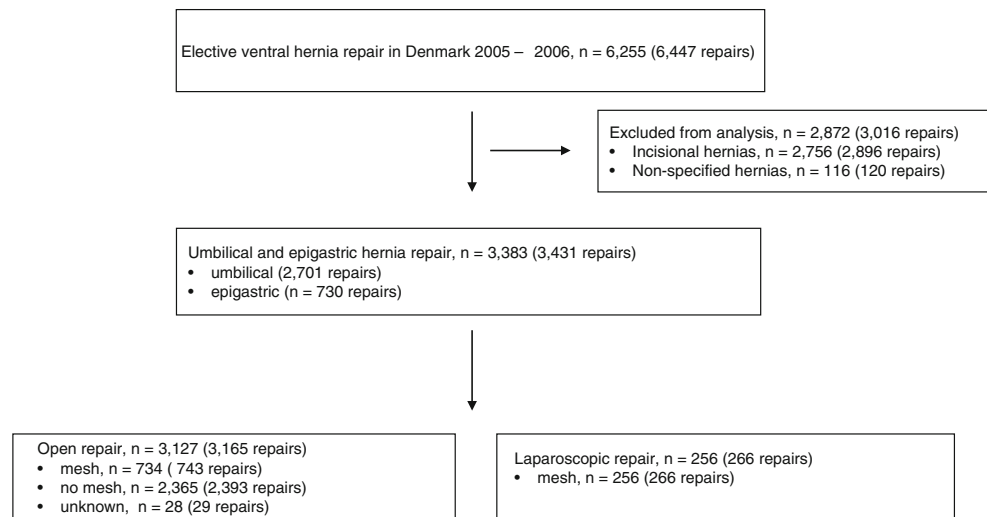 Elective ventral hernia repair in Denmark 2005 – 2006, n = 6,255 (6,447 repairs)
Excluded from analysis, n = 2,872 (3,016 repairs)
• Incisional hernias, n = 2,756 (2,896 repairs)
• Non-specified hernias, n = 116 (120 repairs)
Umbilical and epigastric hernia repair, n = 3,383 (3,431 repairs)
• umbilical (2,701 repairs)
• epigastric (n = 730 repairs)
Open repair, n = 3,127 (3,165 repairs)
• mesh, n = 734 ( 743 repairs)
• no mesh, n = 2,365 (2,393 repairs)
• unknown, n = 28 (29 repairs)
Laparoscopic repair, n = 256 (266 repairs)
• mesh, n = 256 (266 repairs)